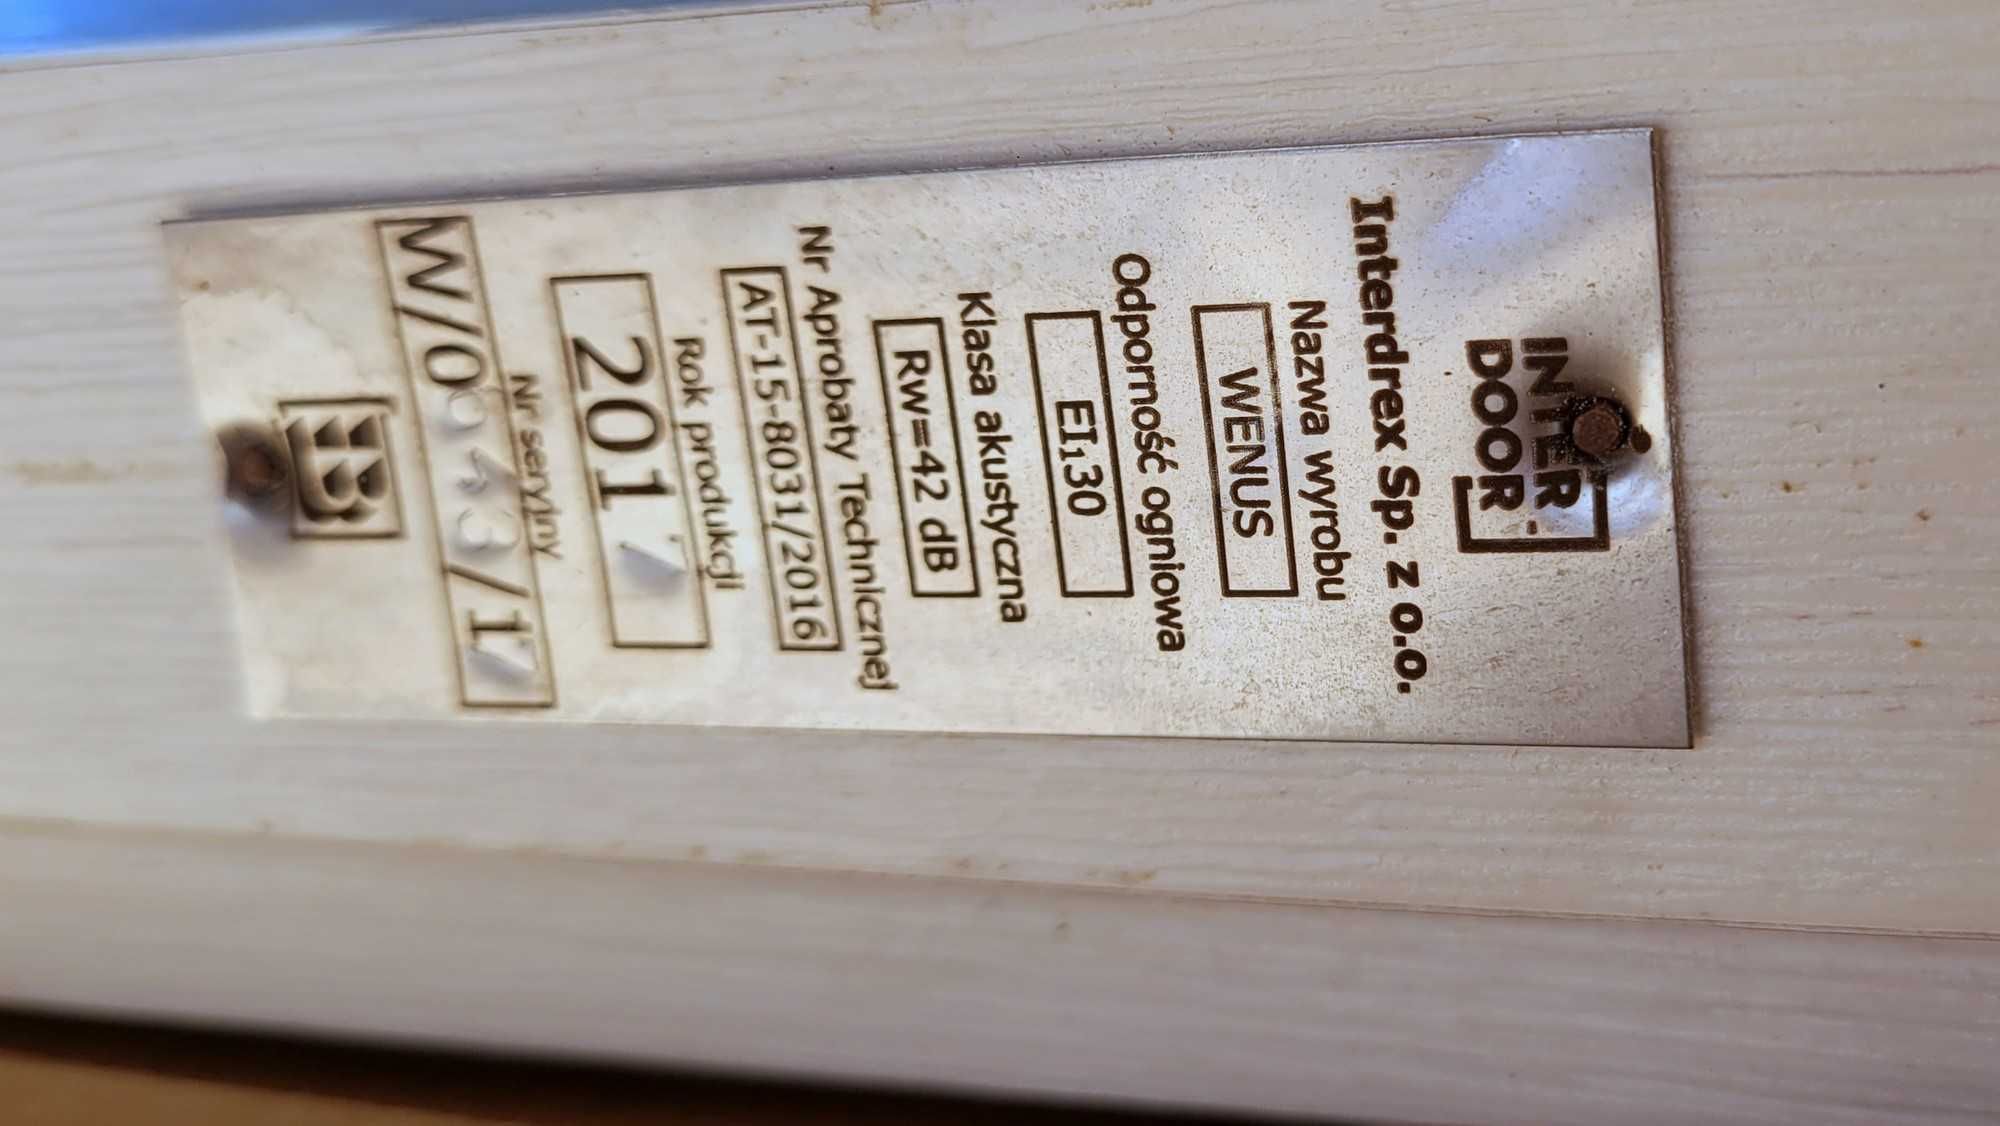 INTER
DOOR
Interdrex Sp. z o.o.
Nazwa wyrobu
WENUS
Odporność ogniowa
EI₁30
Klasa akustyczna
Rw=42 dB
Nr Aprobaty Technicznej
AT-15-8031/2016
Rok produkcji
2017
Nr seryjny